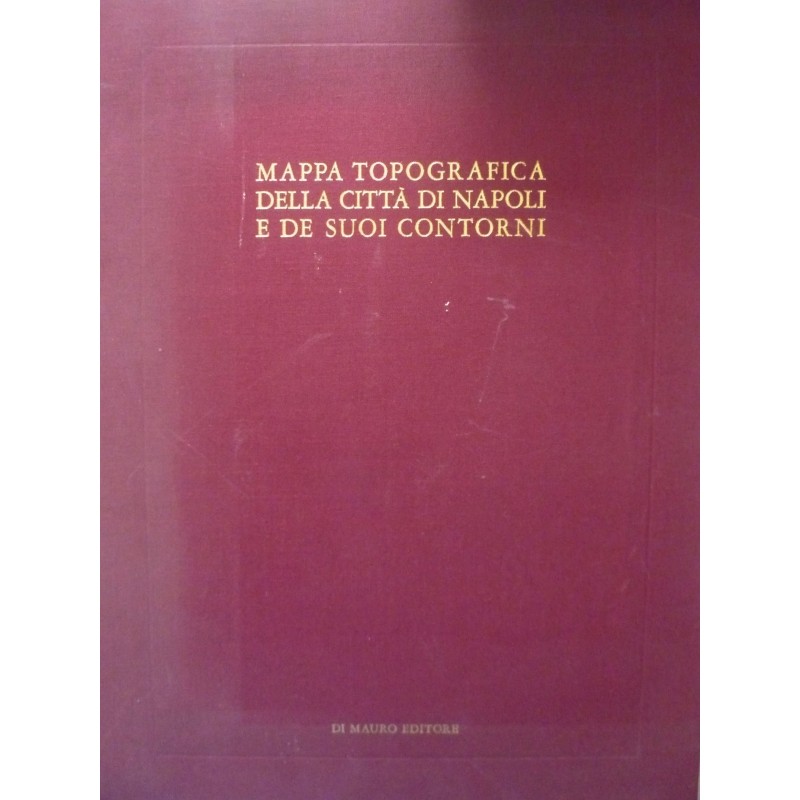 MAPPA TOPOGRAFICA
DELLA CITTÀ DI NAPOLI
E DE SUOI CONTORNI
DI MAURO EDITORE